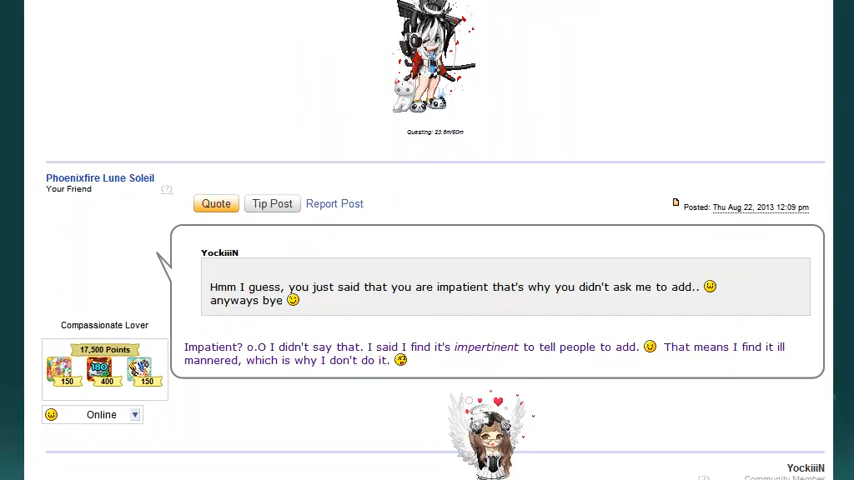 Questing: 23.6m/60m
Phoenixfire Lune Soleil
Your Friend
(?)
Quote
Tip Post
Report Post
Posted: Thu Aug 22, 2013 12:09 pm
YockiiiN
Hmm I guess, you just said that you are impatient that's why you didn't ask me to add..
anyways bye
Compassionate Lover
17,500 Points
150
400
150
Impatient? o.O I didn't say that. I said I find it's impertinent to tell people to add. That means I find it ill
mannered, which is why I don't do it.
Online
YockiiiN
(?)
Community Member